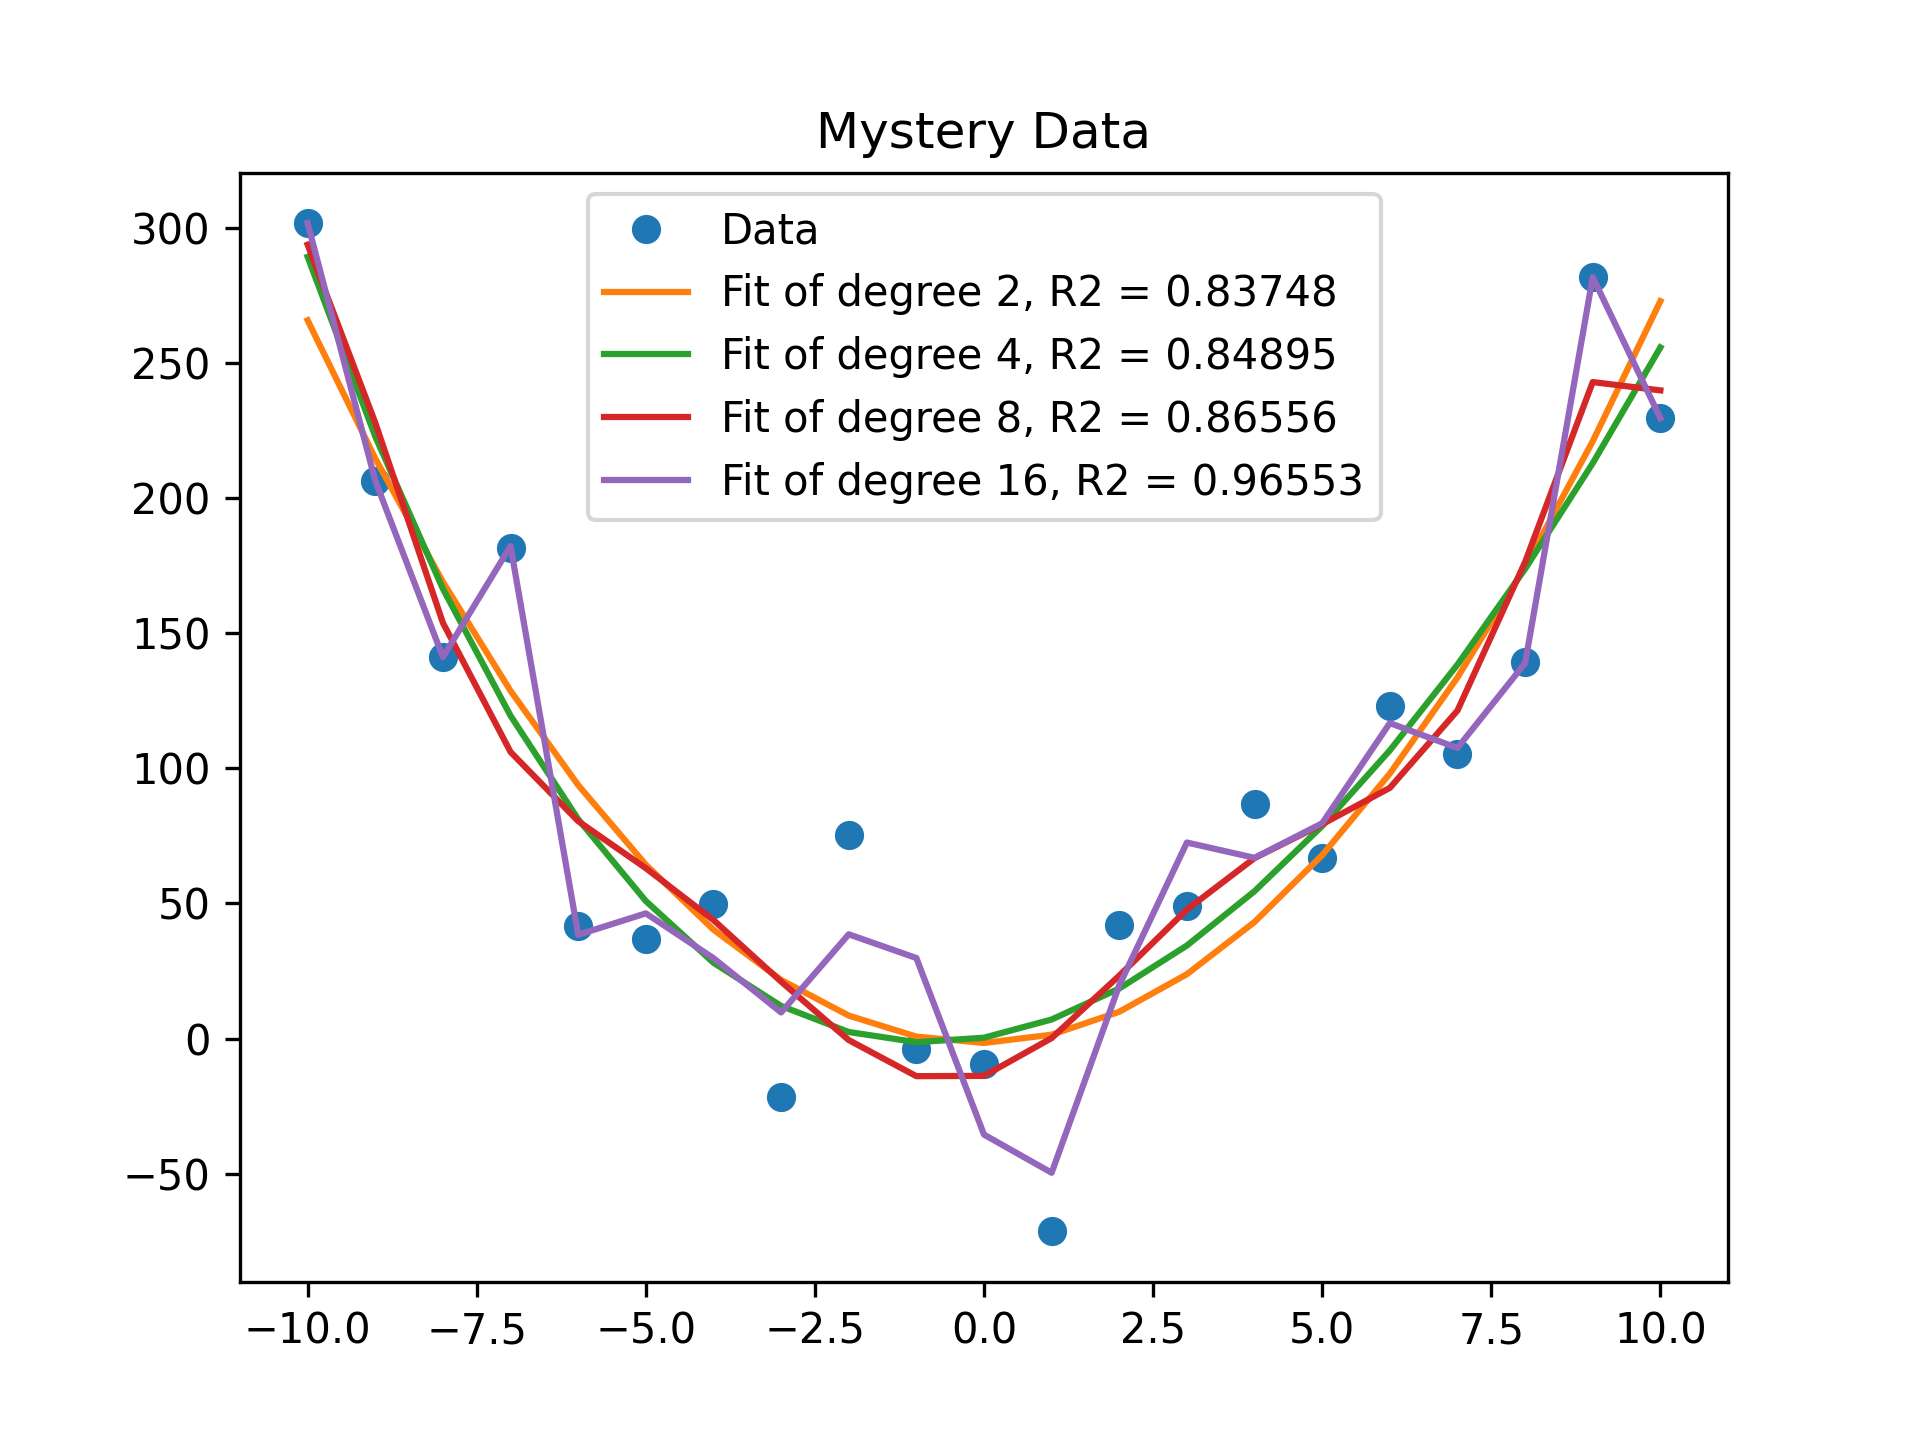 Mystery Data
300
250
200
150
100
50
0
−50
Data
Fit of degree 2, R2 = 0.83748
Fit of degree 4, R2 = 0.84895
Fit of degree 8, R2 = 0.86556
Fit of degree 16, R2 = 0.96553
−10.0 −7.5 −5.0 −2.5 0.0 2.5 5.0 7.5 10.0